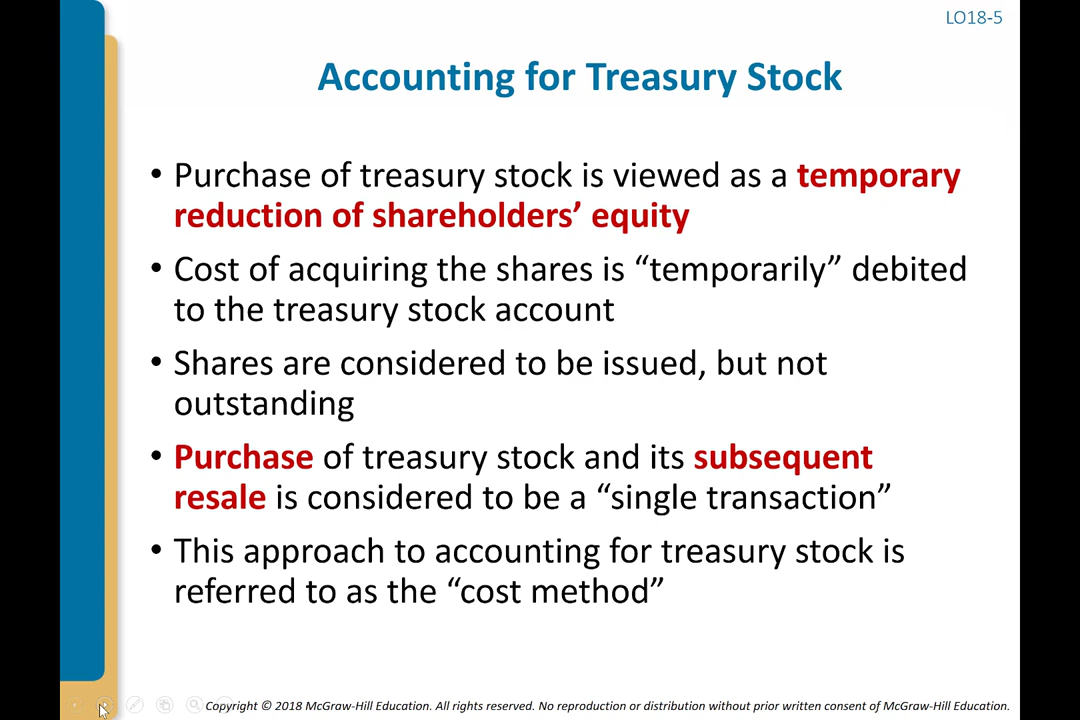 LO18-5
Accounting for Treasury Stock
• Purchase of treasury stock is viewed as a temporary
reduction of shareholders’ equity
• Cost of acquiring the shares is “temporarily” debited
to the treasury stock account
• Shares are considered to be issued, but not
outstanding
• Purchase of treasury stock and its subsequent
resale is considered to be a “single transaction”
• This approach to accounting for treasury stock is
referred to as the “cost method”
Copyright © 2018 McGraw-Hill Education. All rights reserved. No reproduction or distribution without prior written consent of McGraw-Hill Education.